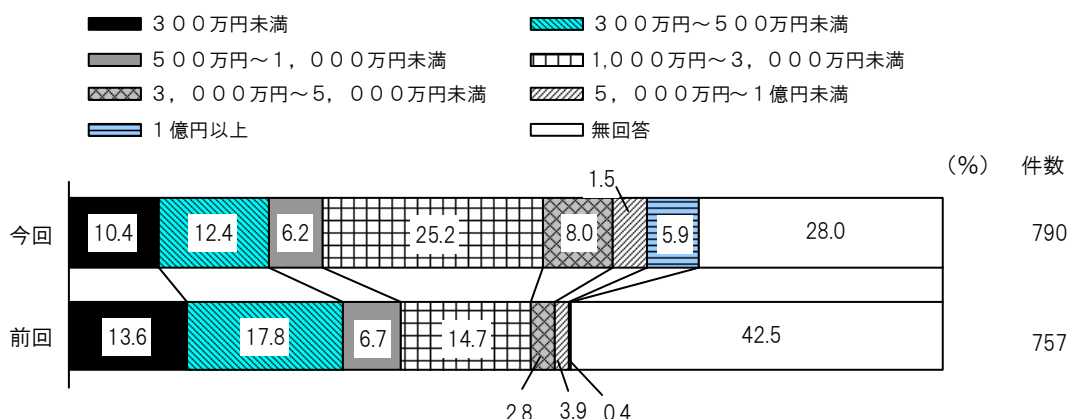 300万円未満
300万円～500万円未満
500万円～1,000万円未満
1,000万円～3,000万円未満
3,000万円～5,000万円未満
5,000万円～1億円未満
1億円以上
無回答
(%) 件数
1.5
今回 10.4 12.4 6.2 25.2 8.0 5.9 28.0 790
前回 13.6 17.8 6.7 14.7 42.5 757
2.8 3.9 0.4